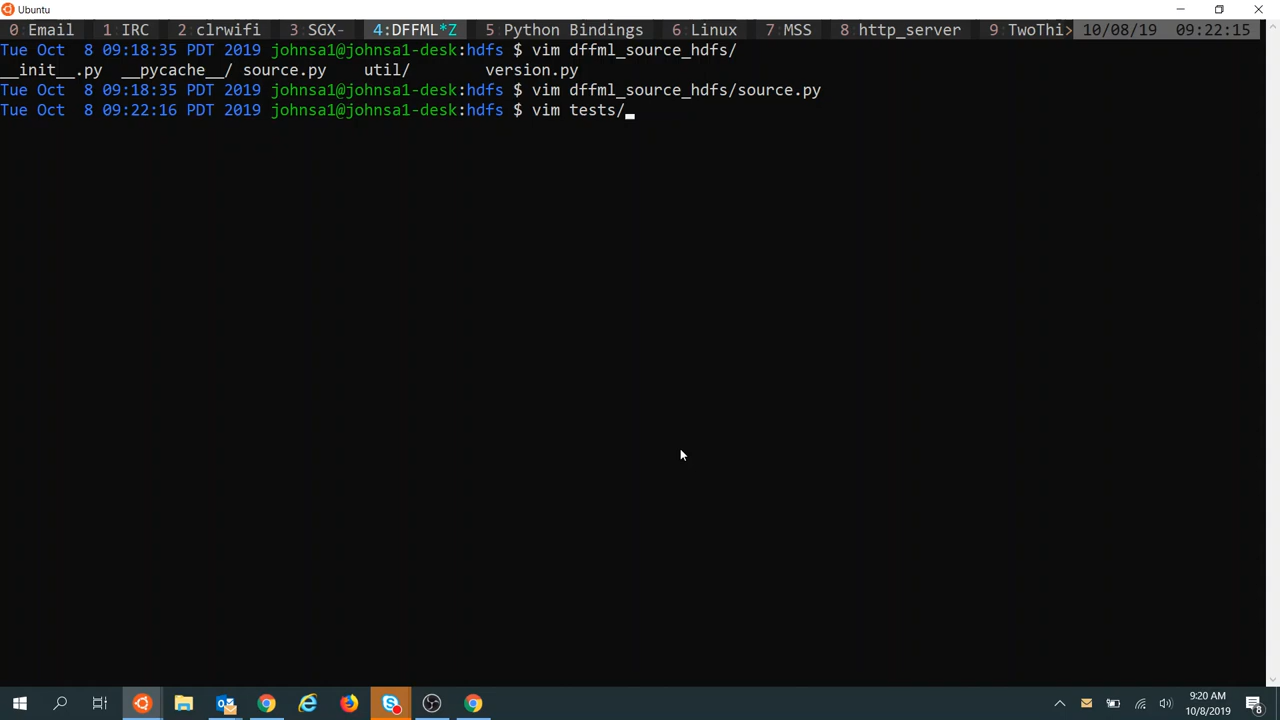 Ubuntu
0 Email 1 IRC 2 clrwifi 3 SGX- 4:DFFML*Z 5 Python Bindings 6 Linux 7 MSS 8 http_server 9 TwoThi> 10/08/19 09:22:15
Tue Oct 8 09:18:35 PDT 2019 johnsa1@johnsa1-desk:hdfs $ vim dffml_source_hdfs/
__init__.py __pycache__/ source.py util/ version.py
Tue Oct 8 09:18:35 PDT 2019 johnsa1@johnsa1-desk:hdfs $ vim dffml_source_hdfs/source.py
Tue Oct 8 09:22:16 PDT 2019 johnsa1@johnsa1-desk:hdfs $ vim tests/
9:20 AM
10/8/2019
8